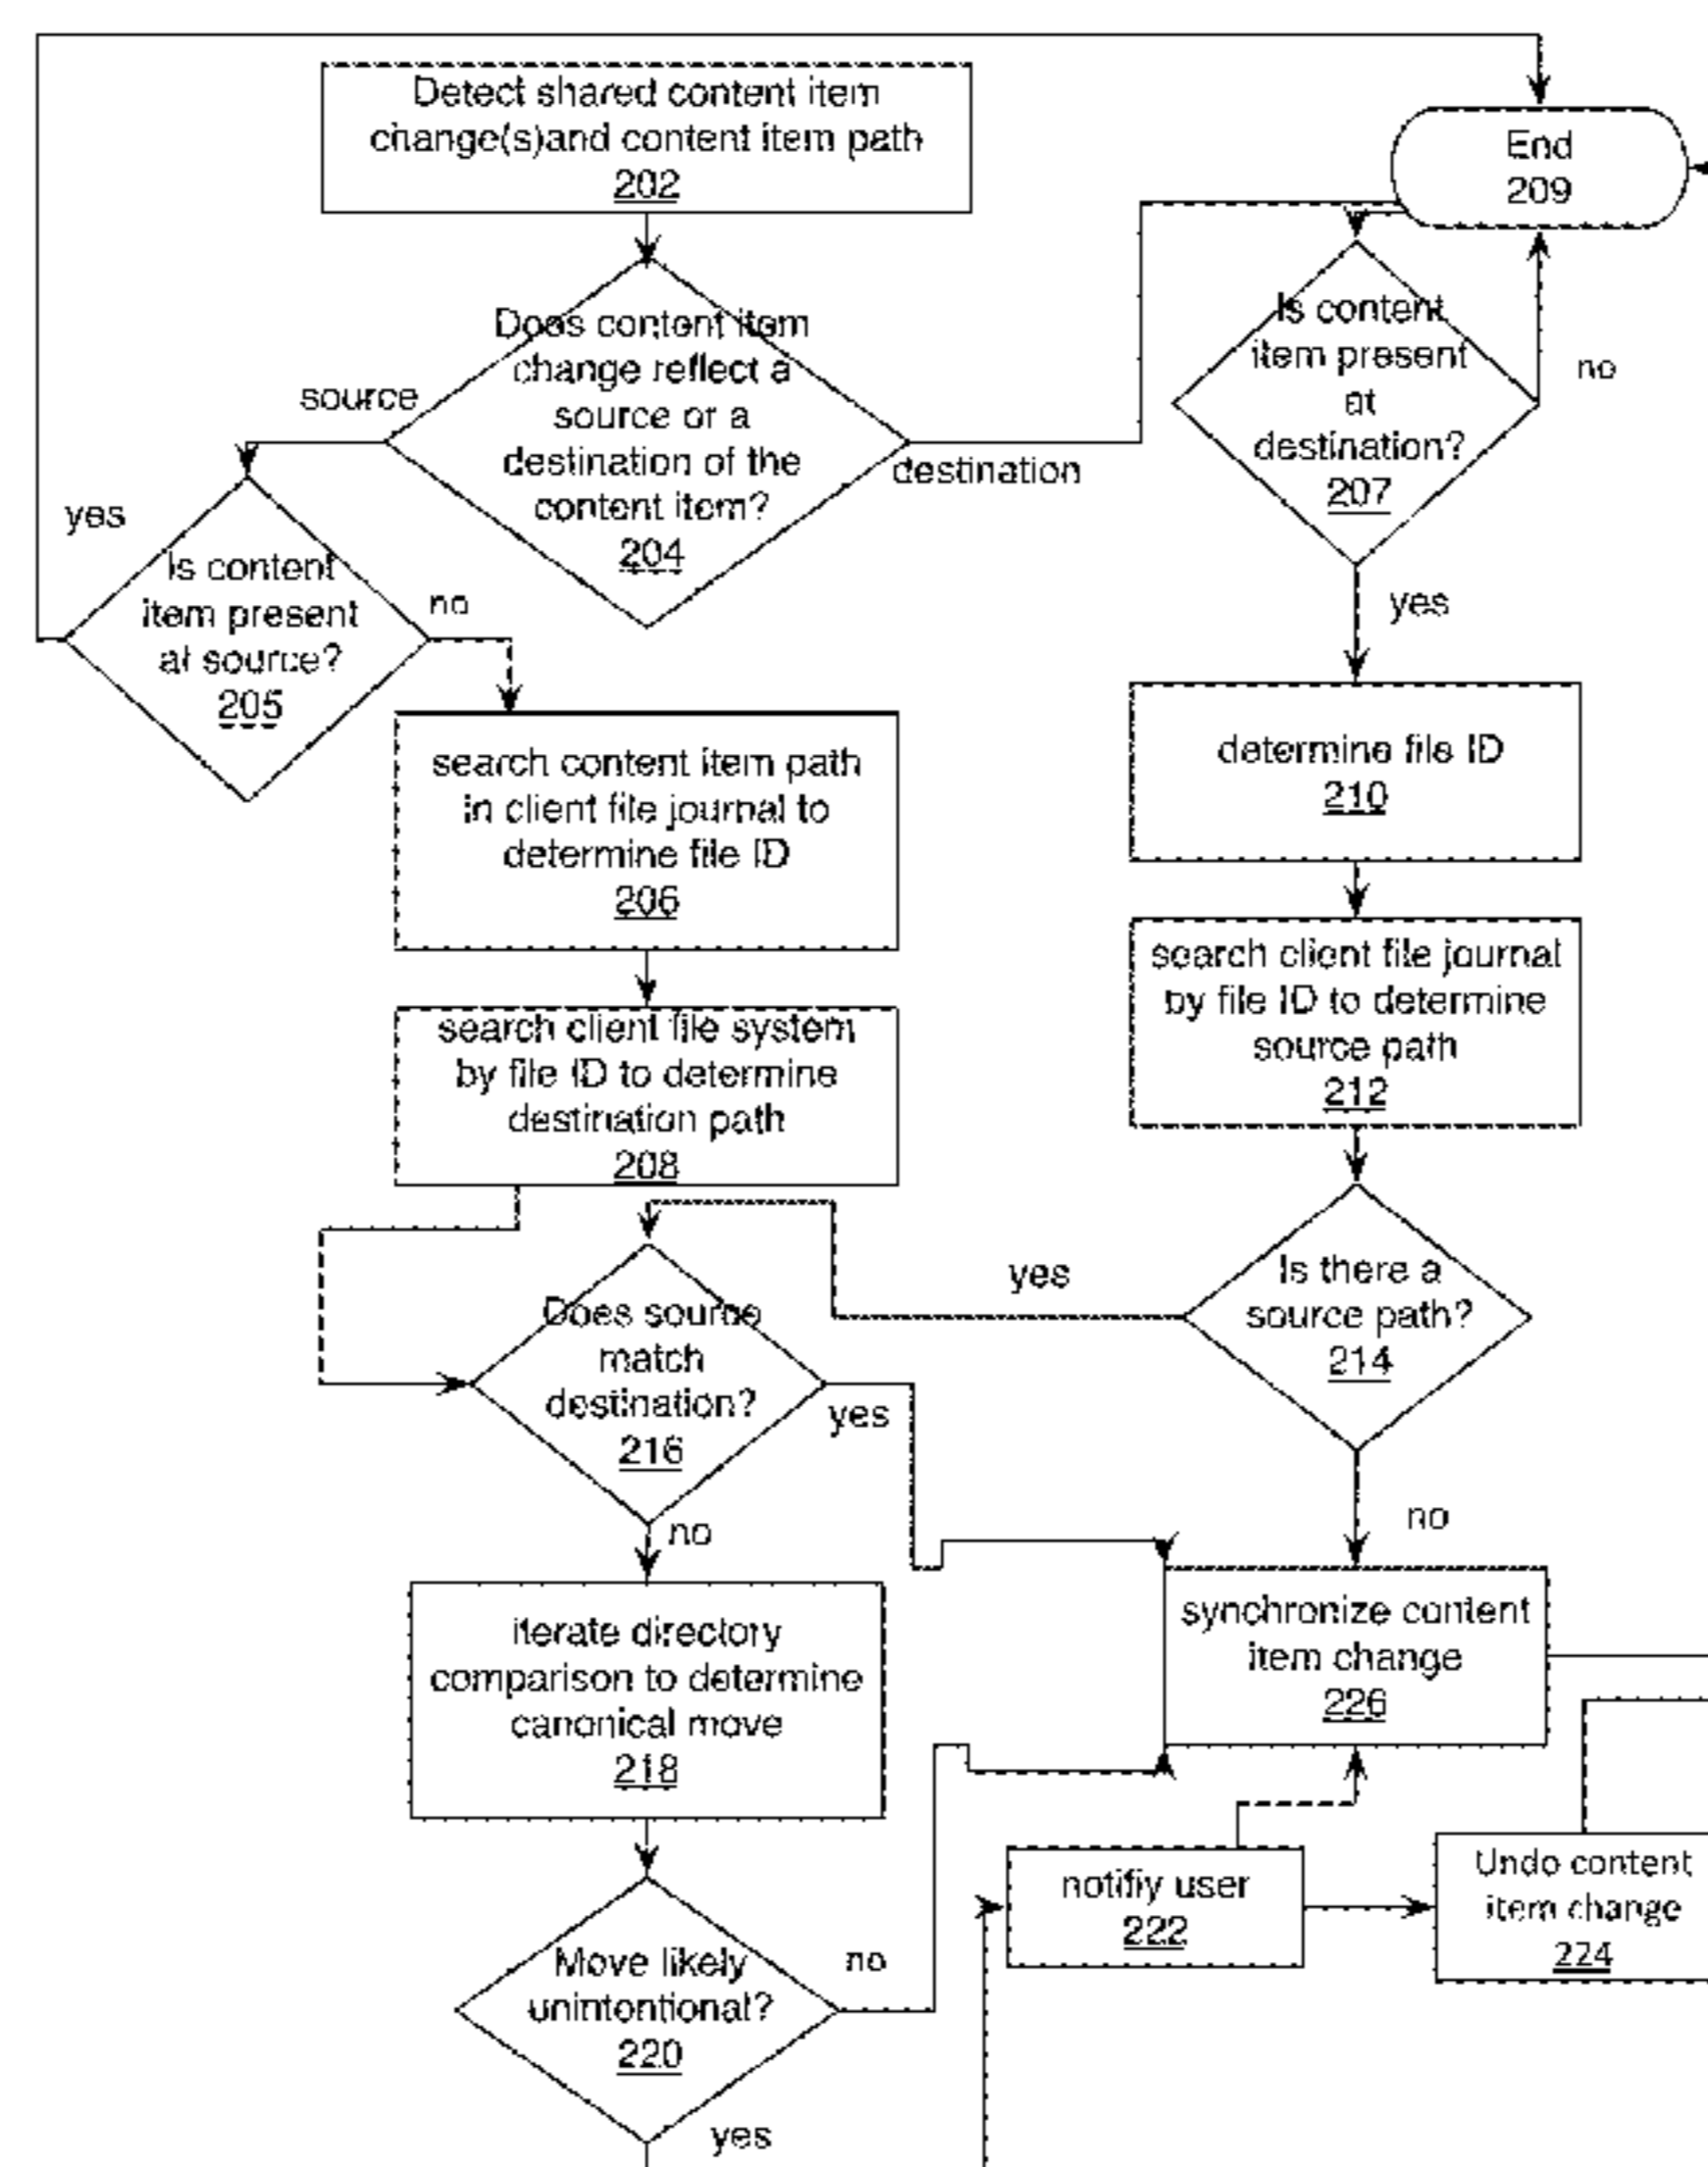 Detect shared content item
change(s)and content item path
202
End
209
Does content item
change reflect a
source or a
destination of the
content item?
204
source
destination
Is content
item present
at
destination?
207
no
yes
yes
Is content
item present
at source?
205
no
search content item path
in client file journal to
determine file ID
206
determine file ID
210
search client file journal
by file ID to determine
source path
212
search client file system
by file ID to determine
destination path
208
yes
Is there a
source path?
214
Does source
match
destination?
216
yes
no
no
iterate directory
comparison to determine
canonical move
218
synchronize content
item change
226
notifiy user
222
Undo content
item change
224
Move likely
unintentional?
220
no
yes